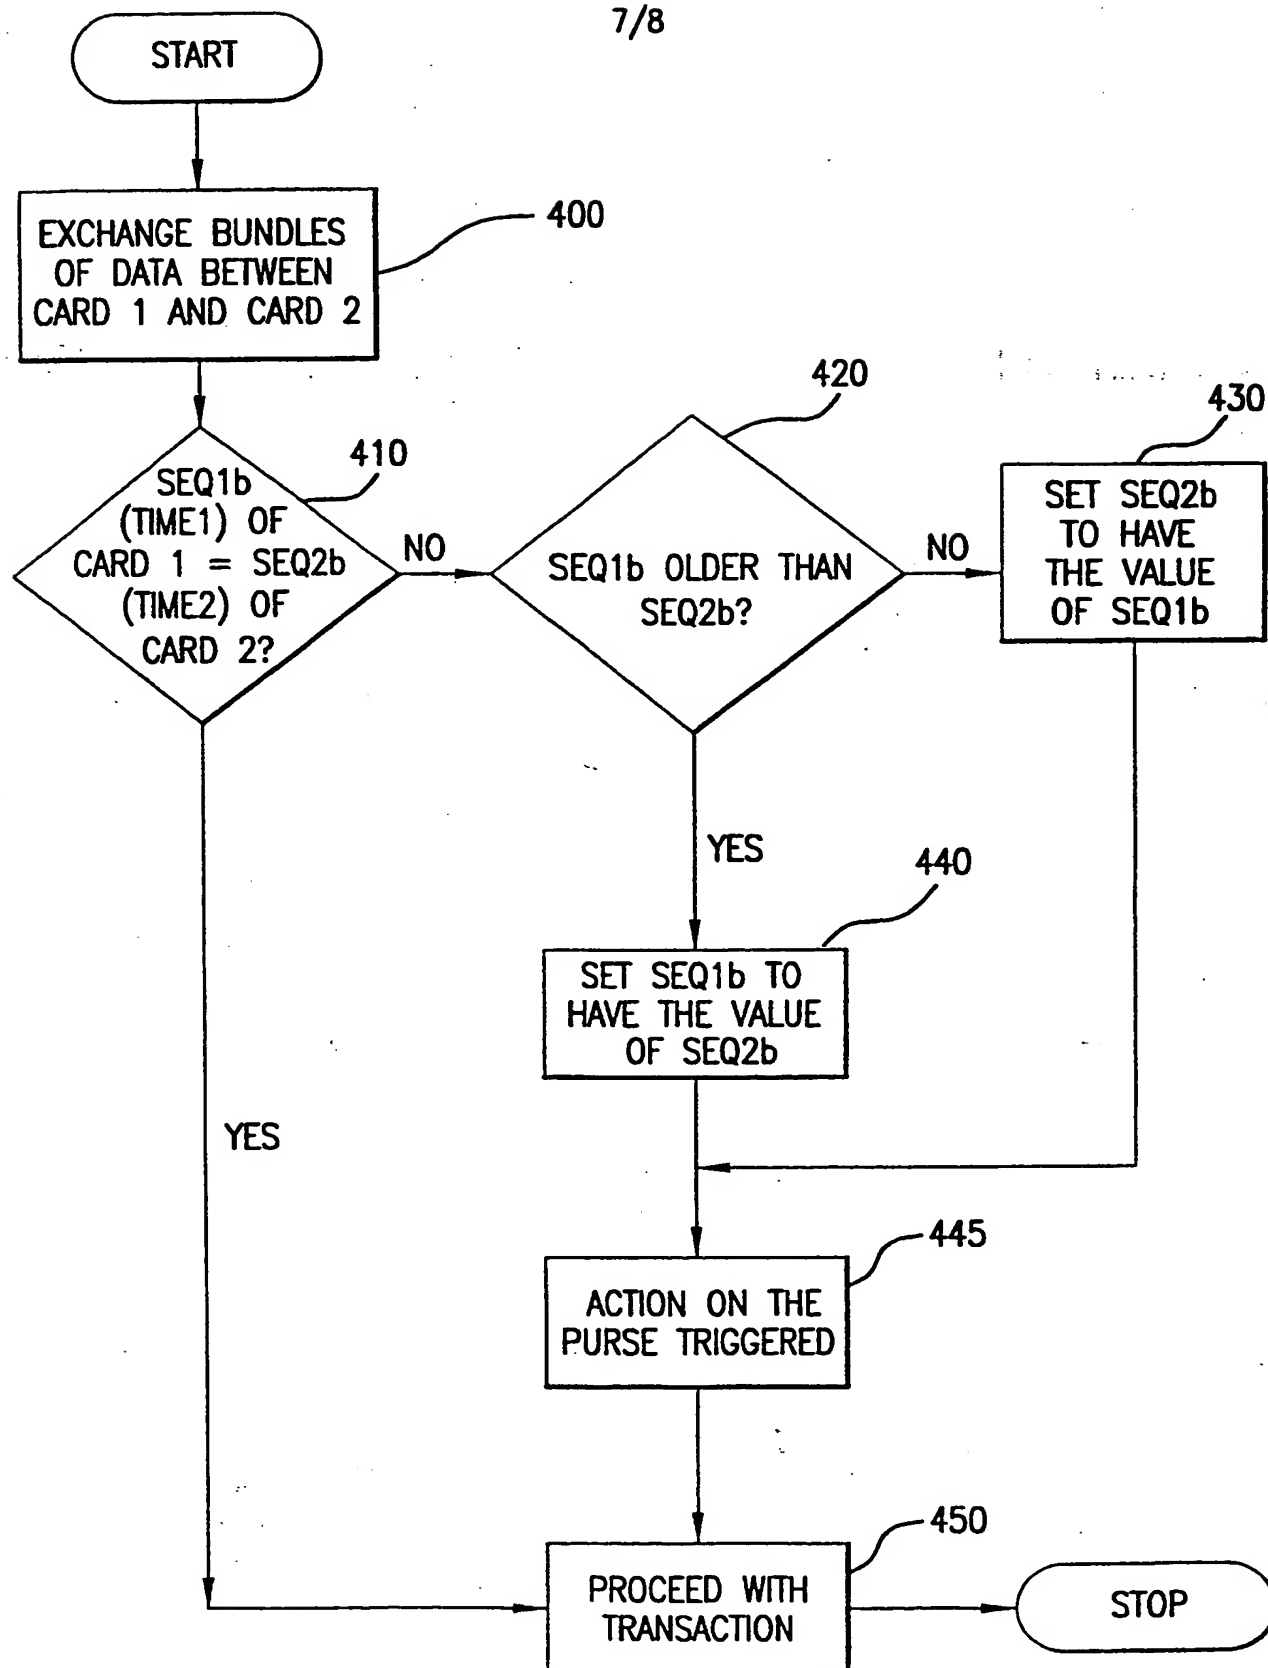 7/8
START
EXCHANGE BUNDLES
OF DATA BETWEEN
CARD 1 AND CARD 2
400
SEQ1b
(TIME1) OF
CARD 1 = SEQ2b
(TIME2) OF
CARD 2?
410
NO
420
SEQ1b OLDER THAN
SEQ2b?
NO
430
SET SEQ2b
TO HAVE
THE VALUE
OF SEQ1b
YES
440
SET SEQ1b TO
HAVE THE VALUE
OF SEQ2b
YES
445
ACTION ON THE
PURSE TRIGGERED
450
PROCEED WITH
TRANSACTION
STOP